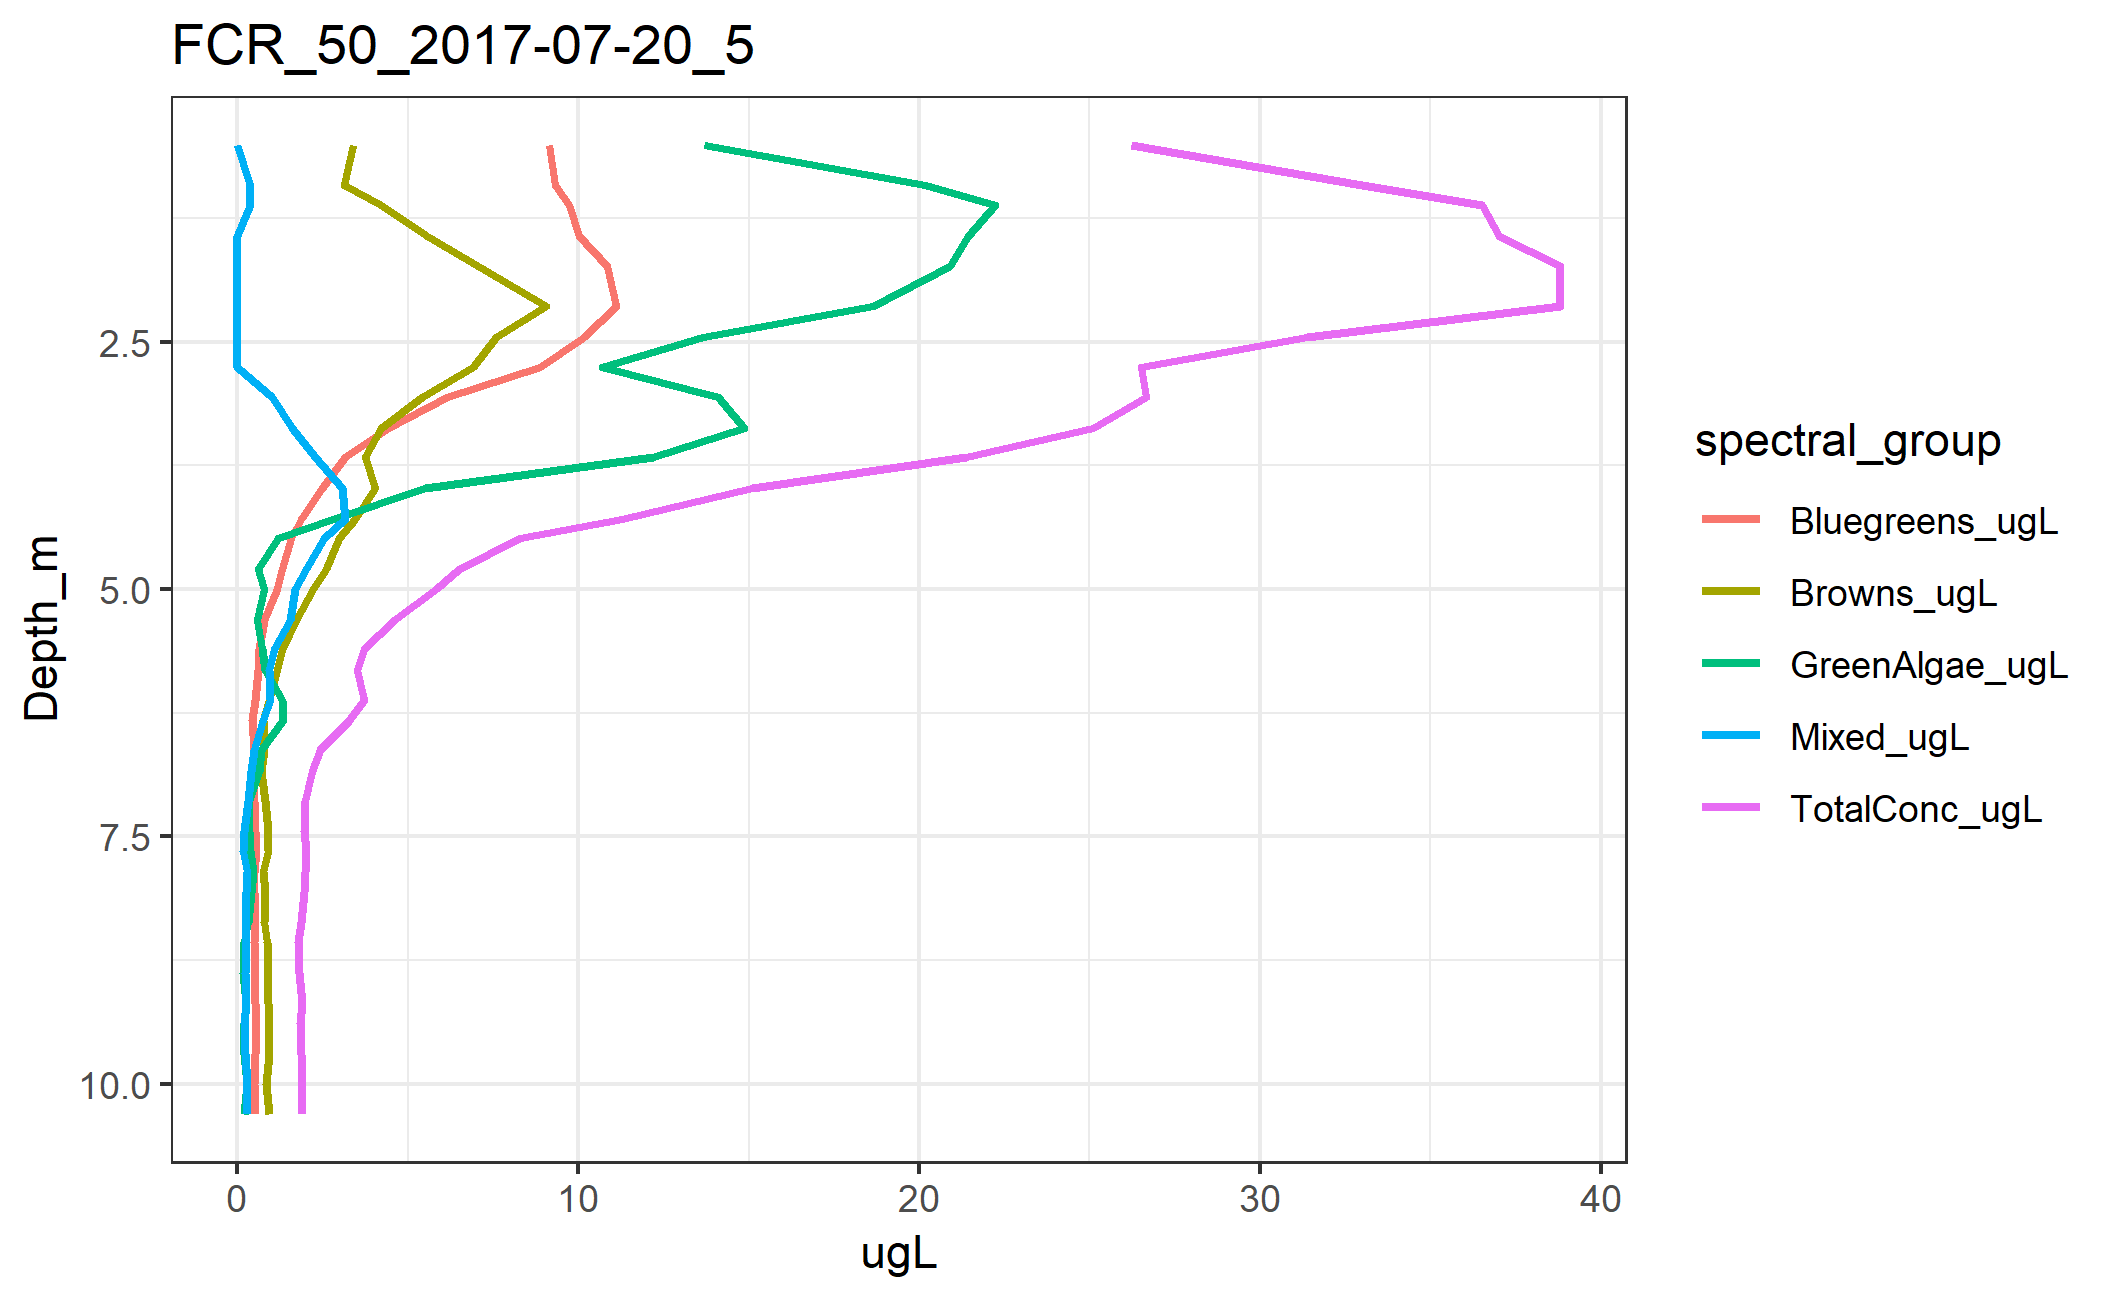 FCR_50_2017-07-20_5
2.5
5.0
7.5
10.0
Depth_m
0 10 20 30 40
ugL
spectral_group
Bluegreens_ugL
Browns_ugL
GreenAlgae_ugL
Mixed_ugL
TotalConc_ugL